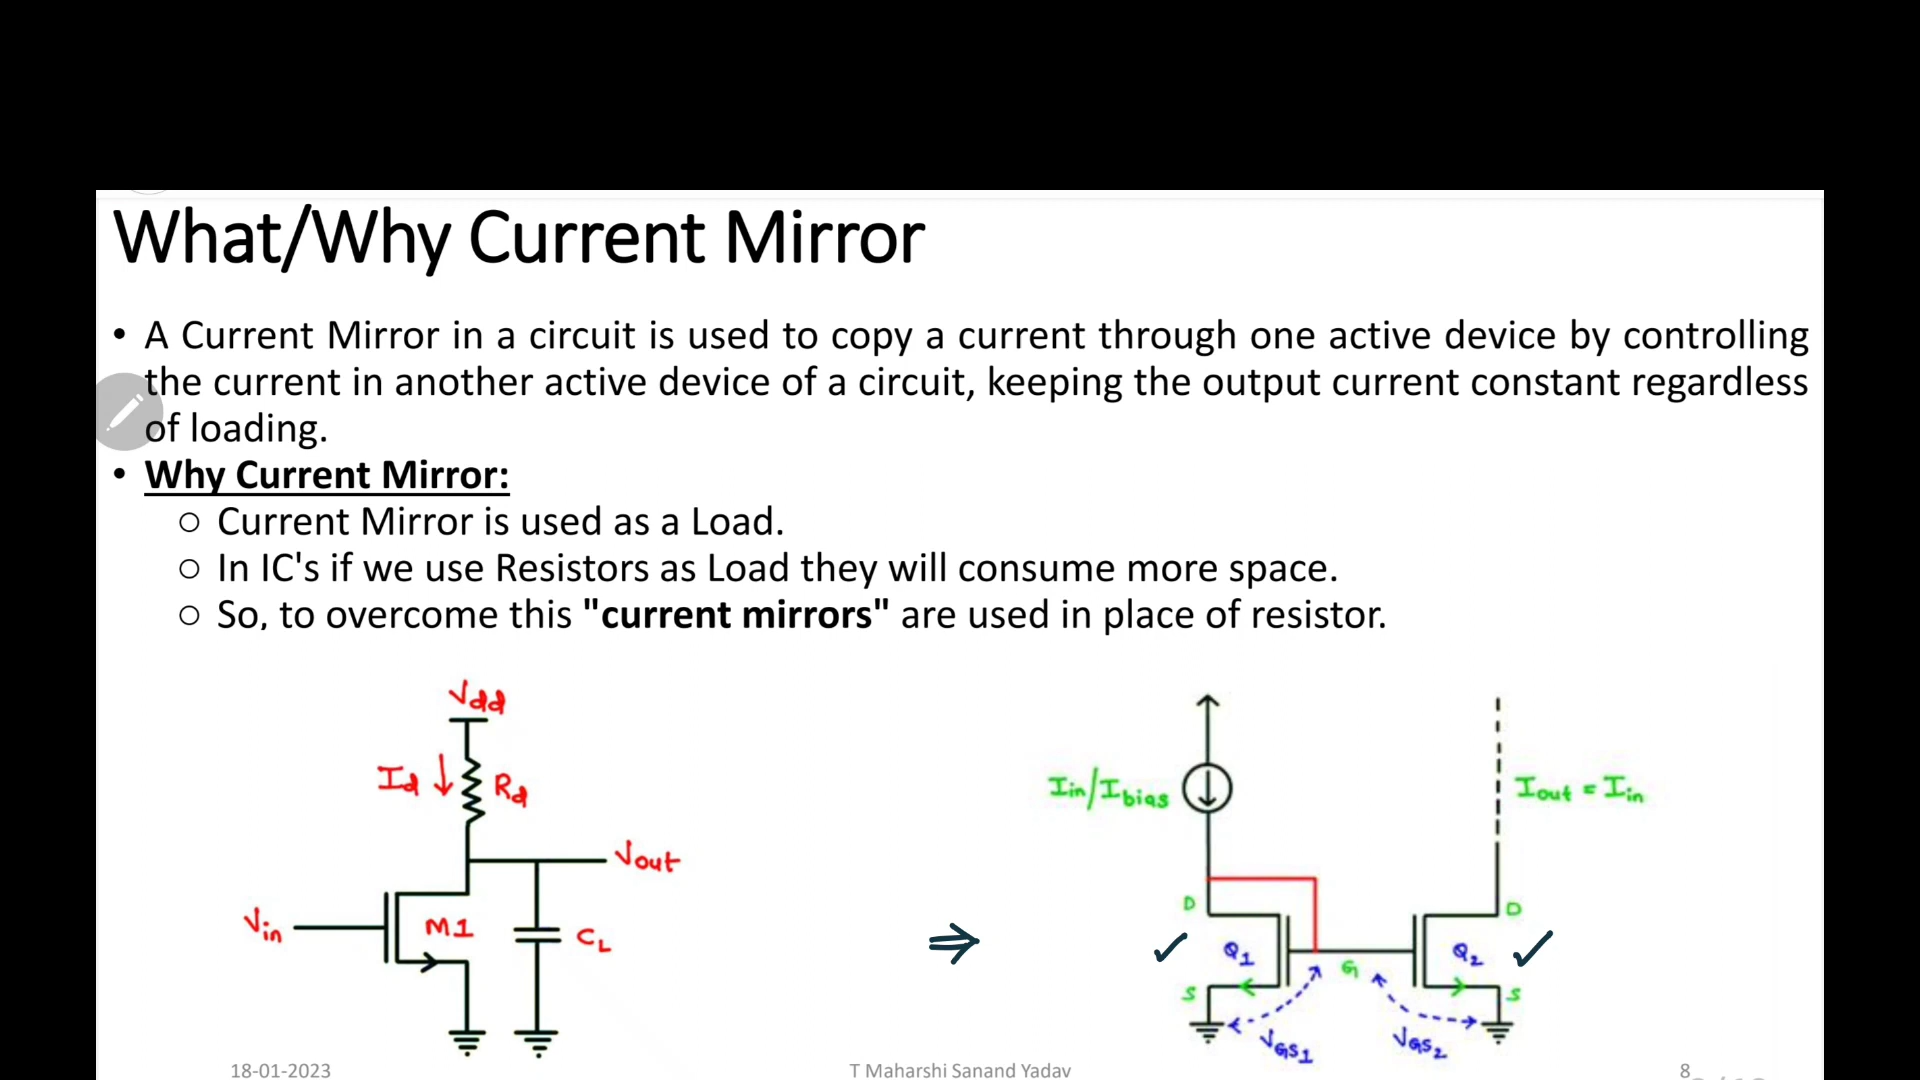 What/Why Current Mirror
• A Current Mirror in a circuit is used to copy a current through one active device by controlling
the current in another active device of a circuit, keeping the output current constant regardless
of loading.
• Why Current Mirror:
○ Current Mirror is used as a Load.
○ In IC's if we use Resistors as Load they will consume more space.
○ So, to overcome this "current mirrors" are used in place of resistor.
Vdd
Id
Rd
Vout
Vin
M1
CL
Iin/Ibias
Iout = Iin
D
D
Q1
Q2
G
S
S
VGS1
VGS2
18-01-2023
T Maharshi Sanand Yadav
8